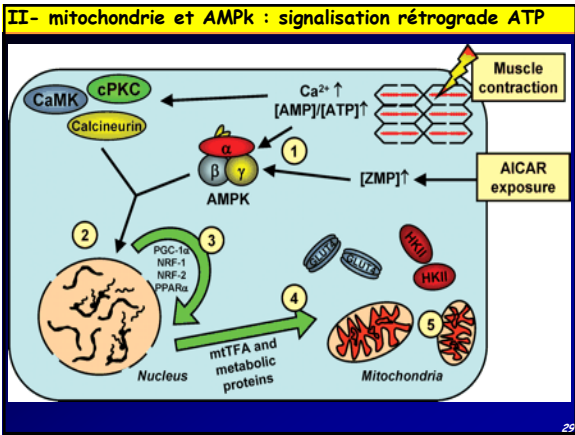 II- mitochondrie et AMPk : signalisation rétrograde ATP
Muscle
contraction
cPKC
CaMK
Calcineurin
Ca²⁺ ↑
[AMP]/[ATP]↑
α
β
γ
AMPK
1
[ZMP]↑
AICAR
exposure
2
3
PGC-1α
NRF-1
NRF-2
PPARα
GLUT4
GLUT4
HKII
HKII
4
5
mtTFA and
metabolic
proteins
Nucleus
Mitochondria
29